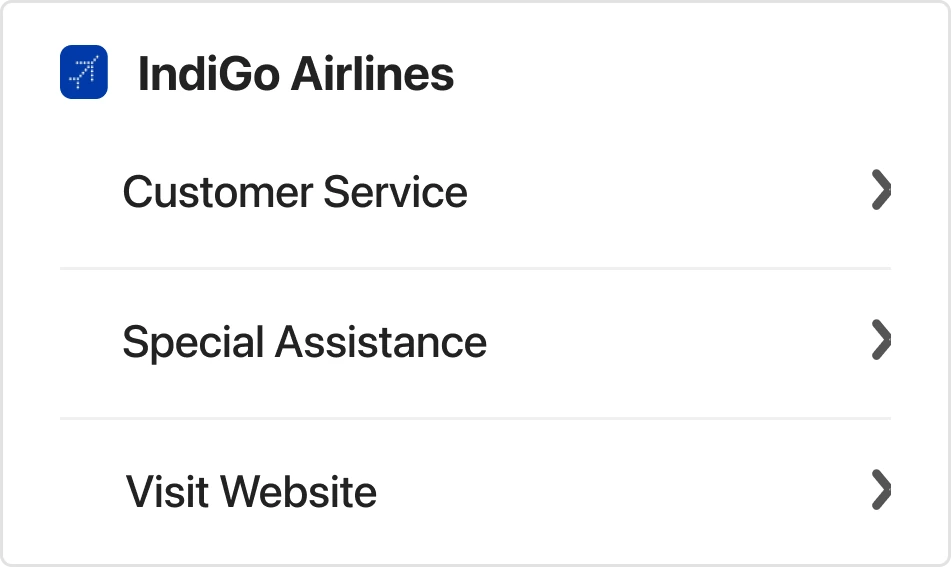 IndiGo Airlines
Customer Service
Special Assistance
Visit Website